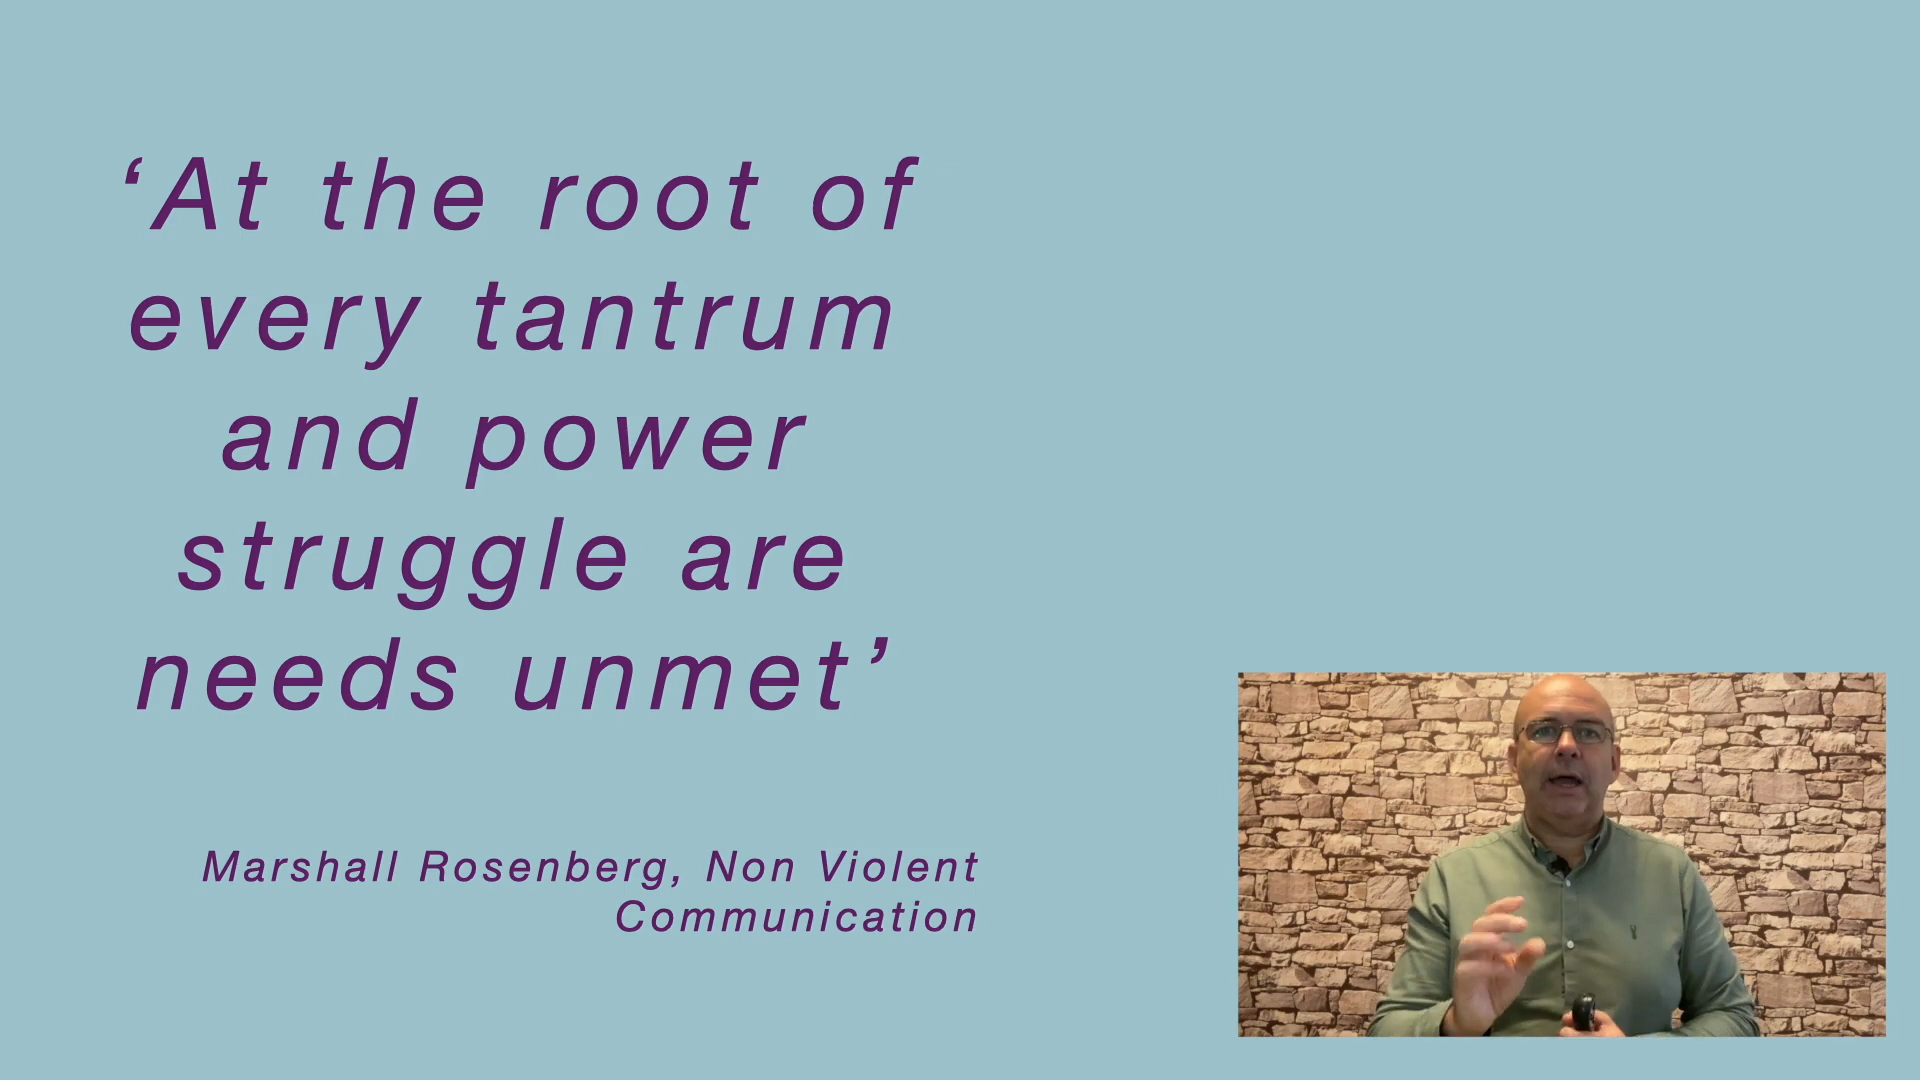 ‘At the root of
every tantrum
and power
struggle are
needs unmet’
Marshall Rosenberg, Non Violent
Communication